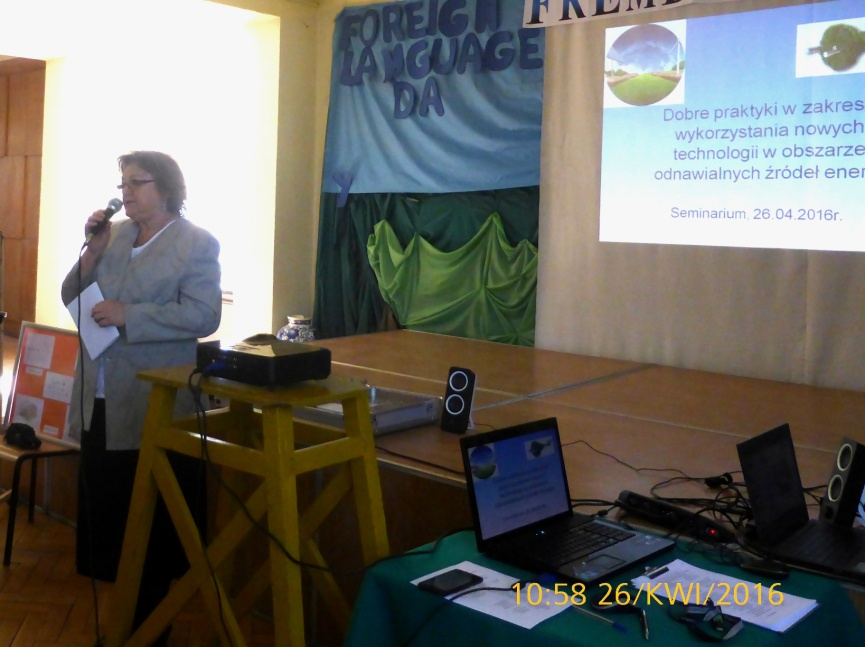 FOREIGN
LANGUAGE
DA
Y
FREM
Dobre praktyki w zakres
wykorzystania nowych
technologii w obszarze
odnawialnych źródeł ener
Seminarium, 26.04.2016r.
10:58 26/KWI/2016